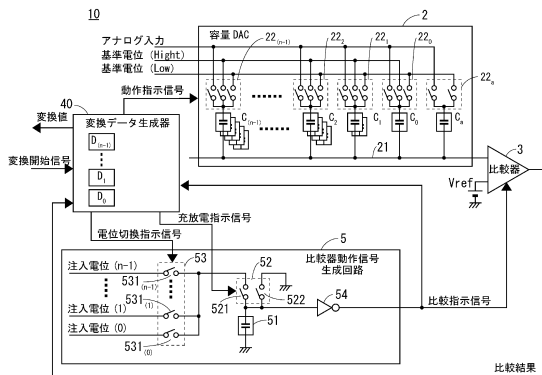 10
2
容量 DAC
アナログ入力
基準電位(Hight)
基準電位(Low)
22(n-1)
22₂
22₁
22₀
22a
動作指示信号
40
変換値
変換データ生成器
D(n-1)
D₁
D₀
変換開始信号
C(n-1)
C₂
C₁
C₀
Ca
21
3
比較器
Vref
充放電指示信号
電位切換指示信号
5
比較器動作信号
生成回路
53
注入電位(n-1)
531(n-1)
52
521
522
54
比較指示信号
注入電位(1)
531(1)
51
注入電位(0)
531(0)
比較結果